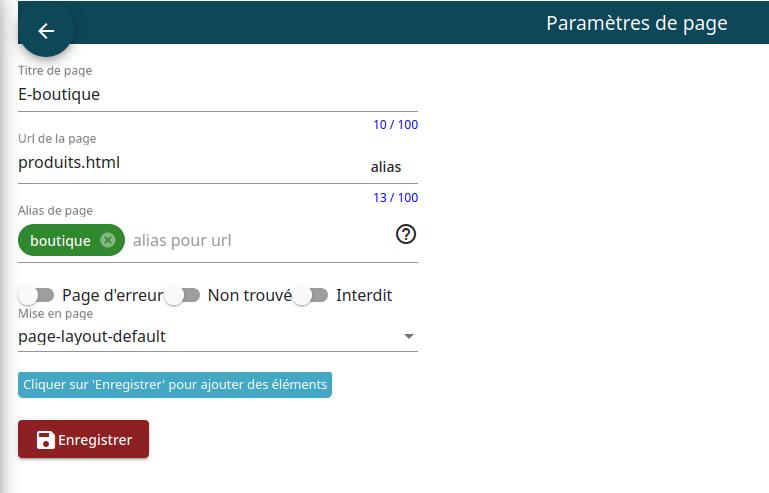 Paramètres de page
Titre de page
E-boutique
10 / 100
Url de la page
produits.html
alias
13 / 100
Alias de page
boutique alias pour url
Page d'erreur Non trouvé Interdit
Mise en page
page-layout-default
Cliquer sur 'Enregistrer' pour ajouter des éléments
Enregistrer